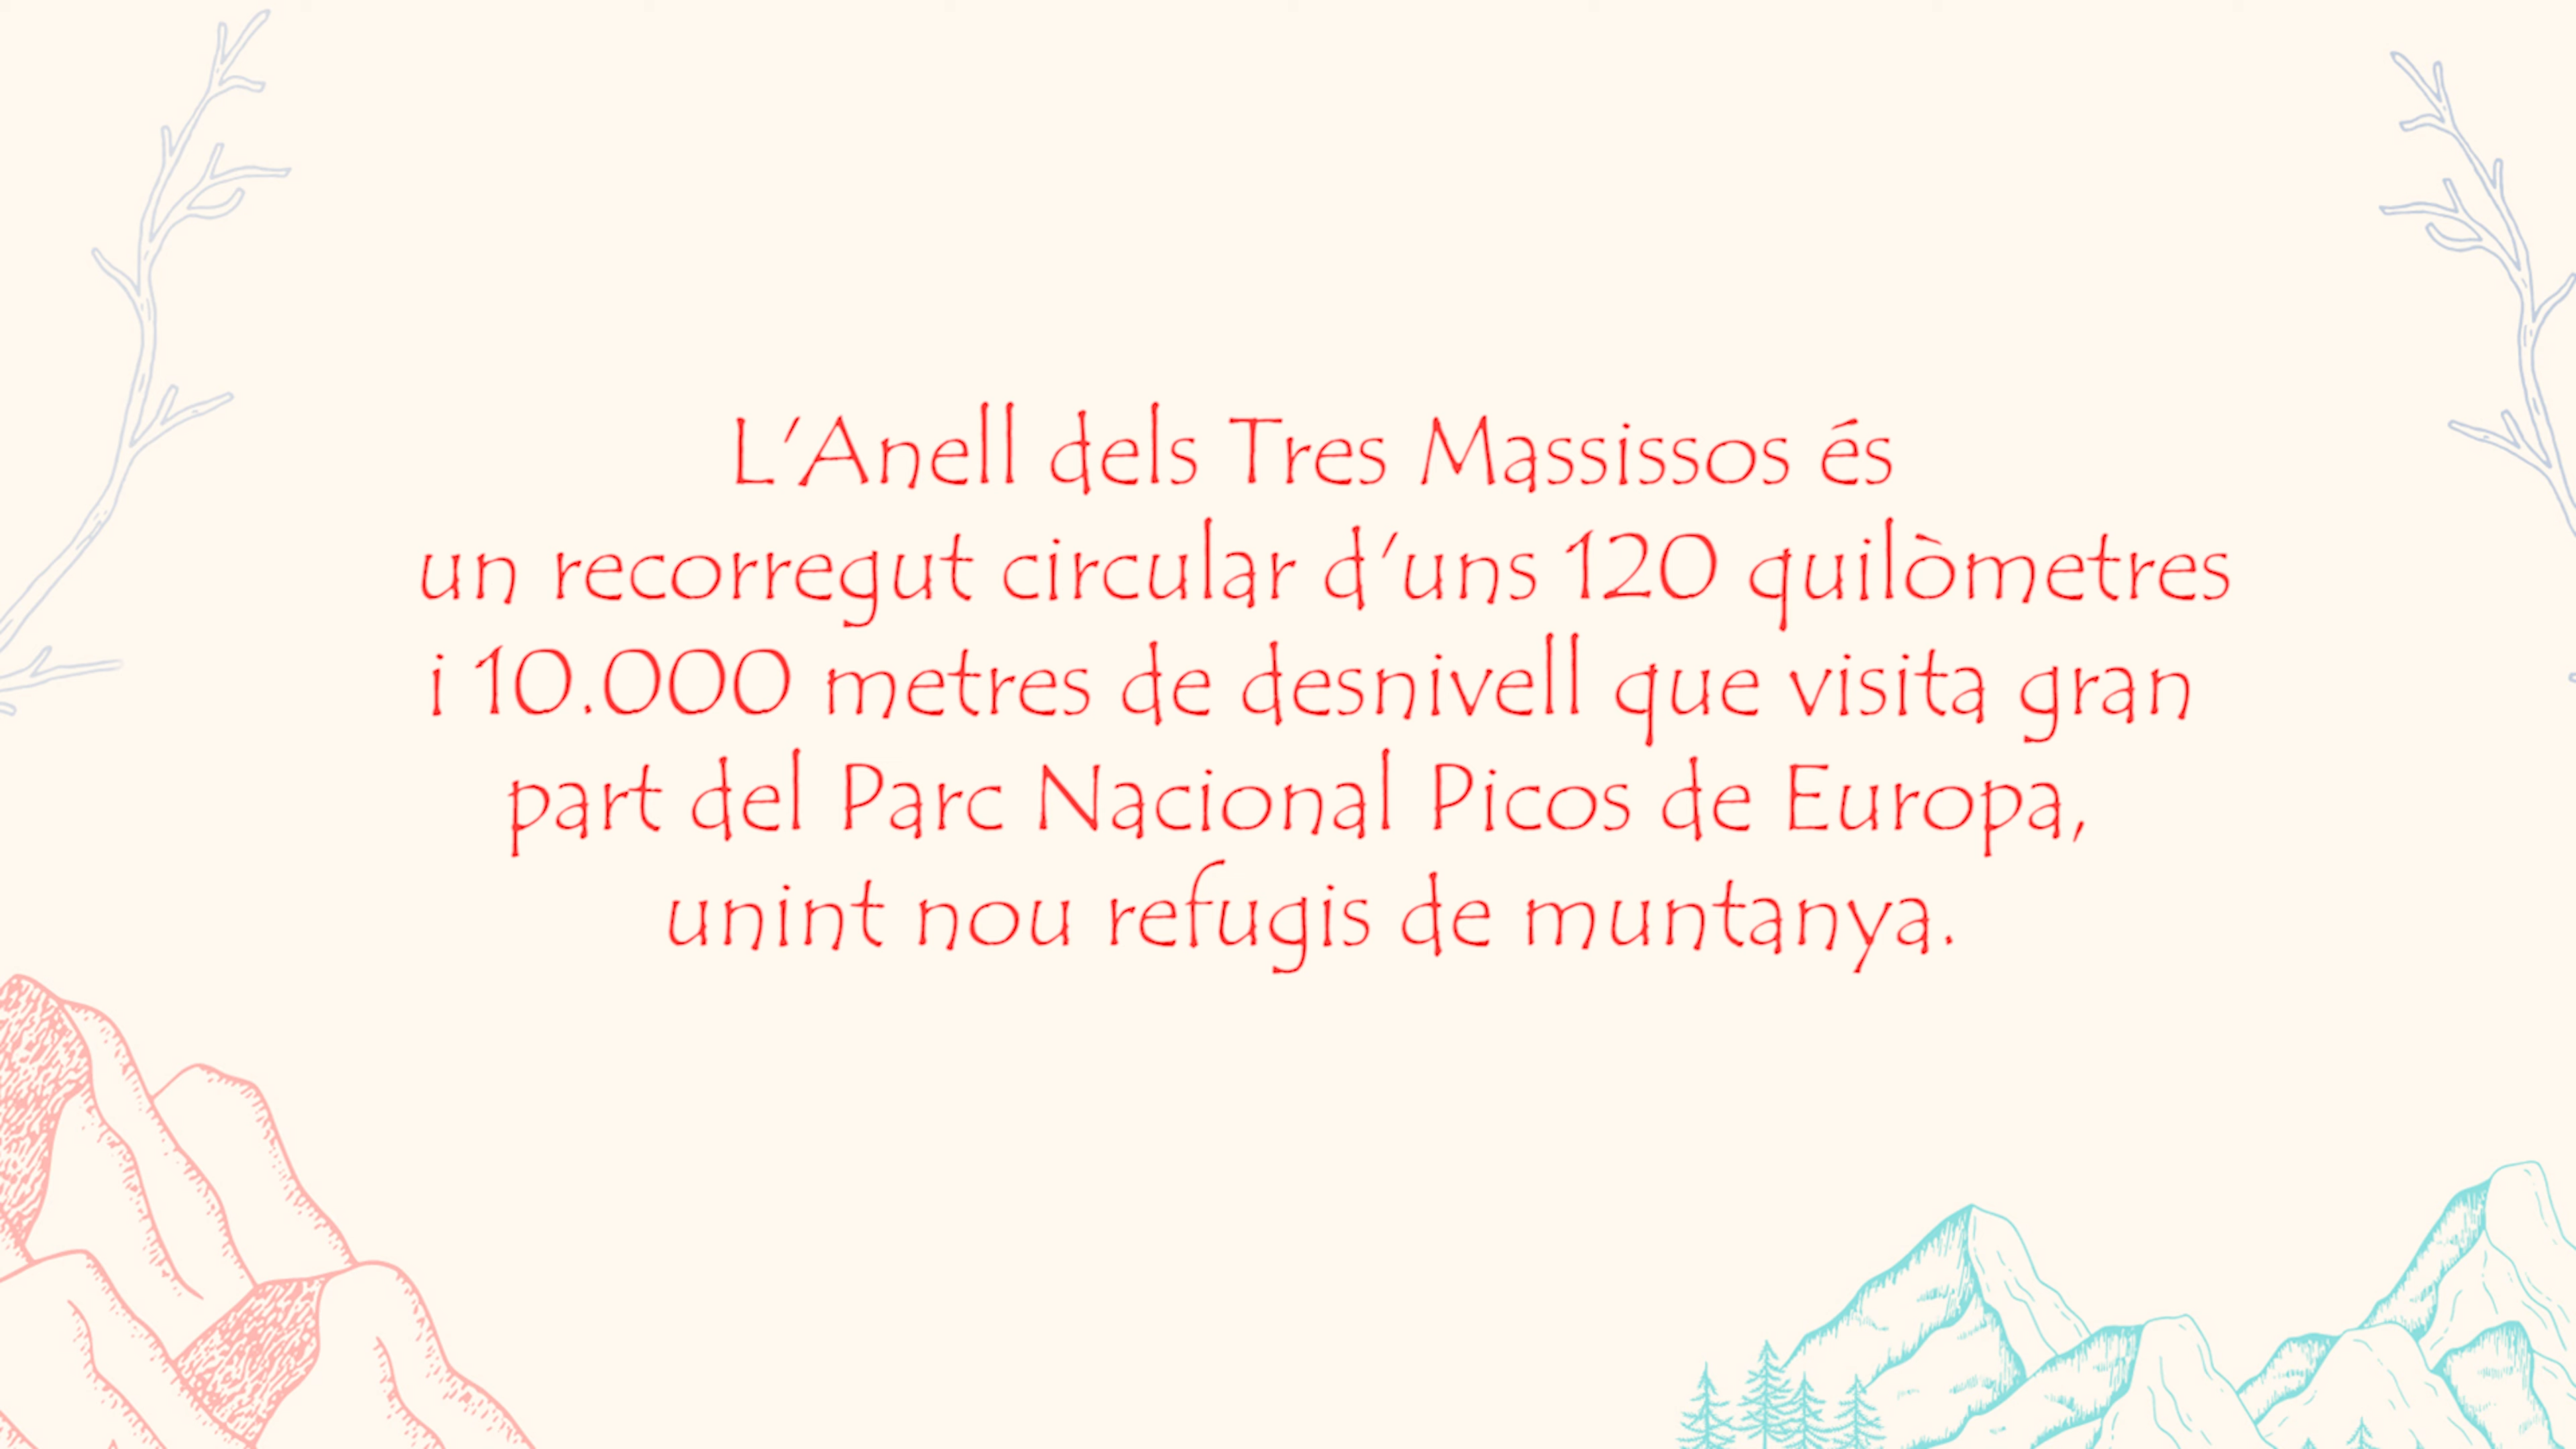 L'Anell dels Tres Massissos és
un recorregut circular d'uns 120 quilòmetres
i 10.000 metres de desnivell que visita gran
part del Parc Nacional Picos de Europa,
unint nou refugis de muntanya.